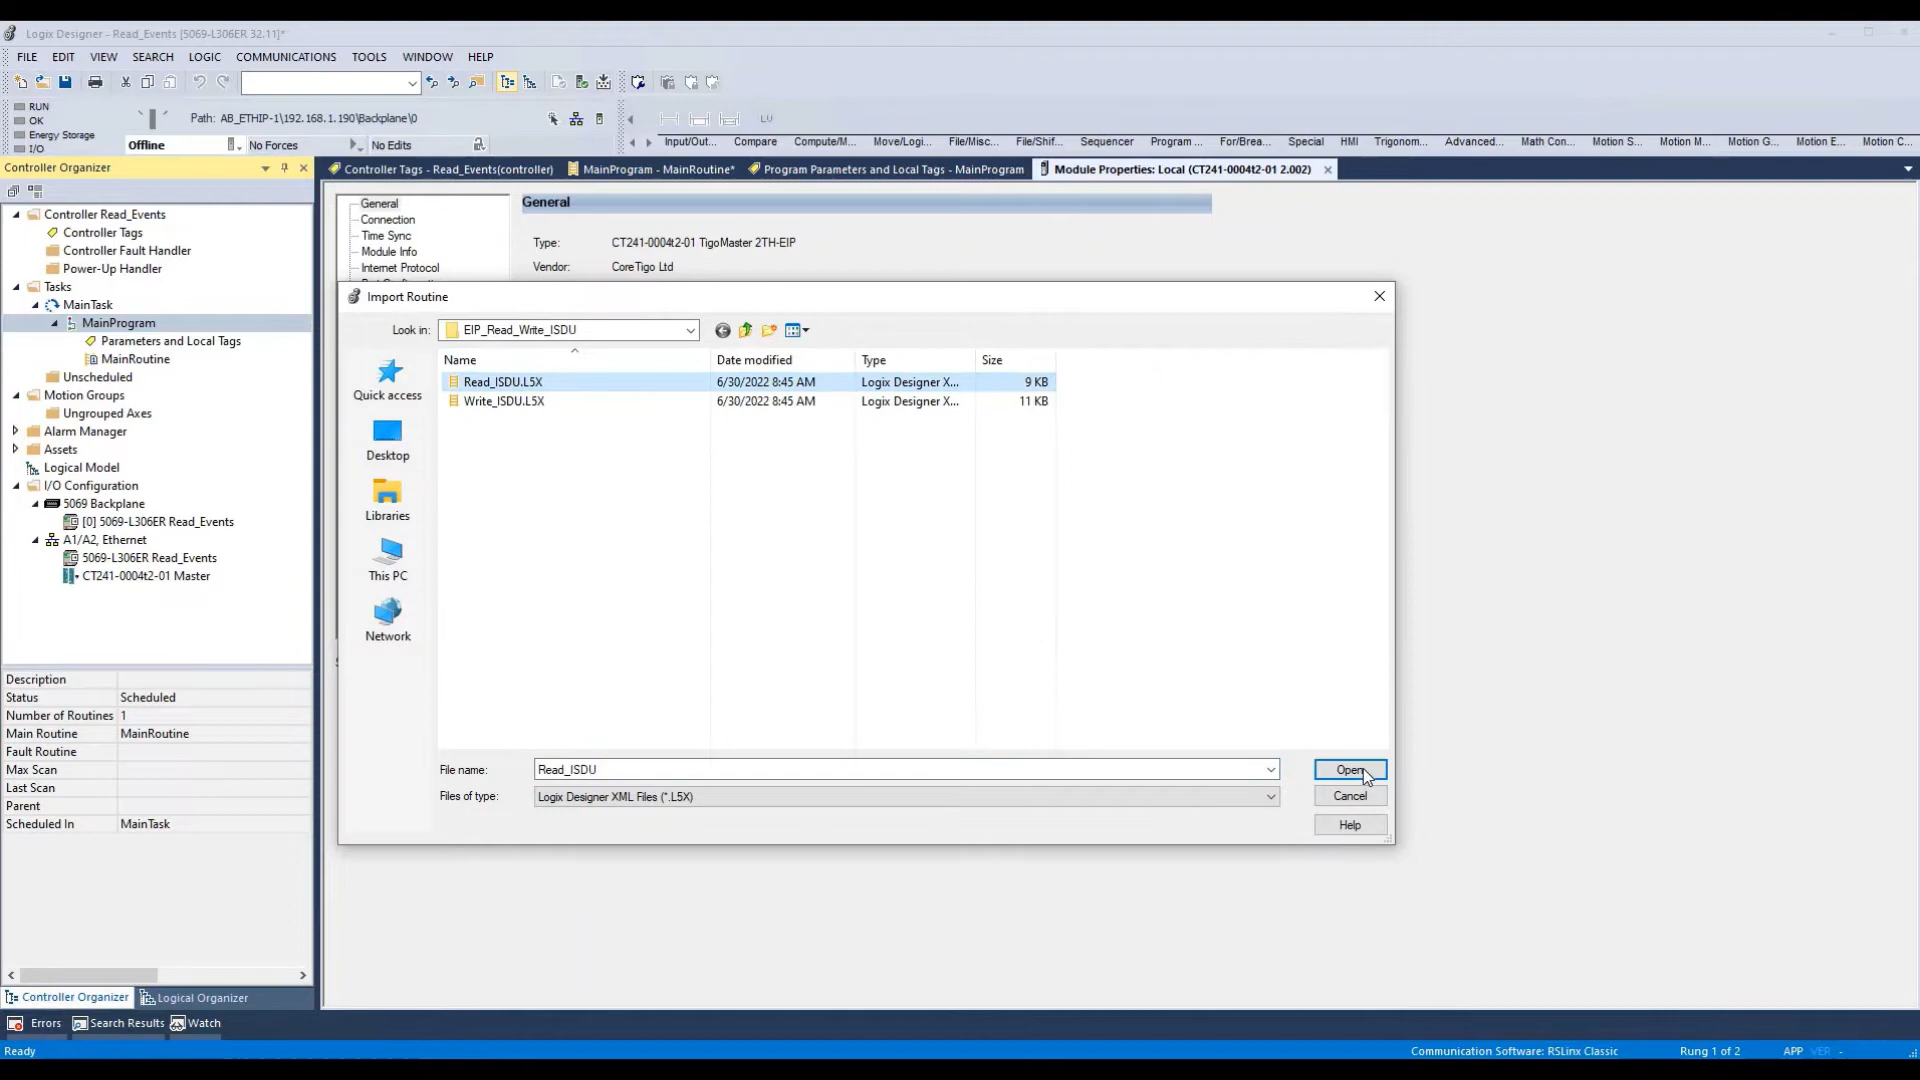 Logix Designer - Read_Events [5069-L306ER 32.11]*
FILE EDIT VIEW SEARCH LOGIC COMMUNICATIONS TOOLS WINDOW HELP
RUN
OK
Energy Storage
I/O
Path: AB_ETHIP-1\192.168.1.190\Backplane\0
Offline No Forces No Edits
Input/Out... Compare Compute/M... Move/Logi... File/Misc... File/Shif... Sequencer Program ... For/Brea... Special HMI Trigonom... Advanced... Math Con... Motion S... Motion M... Motion G... Motion E... Motion C...
Controller Organizer
Controller Tags - Read_Events(controller) MainProgram - MainRoutine* Program Parameters and Local Tags - MainProgram Module Properties: Local (CT241-0004t2-01 2.002)
Controller Read_Events
Controller Tags
Controller Fault Handler
Power-Up Handler
Tasks
MainTask
MainProgram
Parameters and Local Tags
MainRoutine
Unscheduled
Motion Groups
Ungrouped Axes
Alarm Manager
Assets
Logical Model
I/O Configuration
5069 Backplane
[0] 5069-L306ER Read_Events
A1/A2, Ethernet
5069-L306ER Read_Events
CT241-0004t2-01 Master
General
Connection
Time Sync
Module Info
Internet Protocol
General
Type: CT241-0004t2-01 TigoMaster 2TH-EIP
Vendor: CoreTigo Ltd
Import Routine
Look in: EIP_Read_Write_ISDU
Quick access
Desktop
Libraries
This PC
Network
Name Date modified Type Size
Read_ISDU.L5X 6/30/2022 8:45 AM Logix Designer X... 9 KB
Write_ISDU.L5X 6/30/2022 8:45 AM Logix Designer X... 11 KB
File name: Read_ISDU Open
Files of type: Logix Designer XML Files (*.L5X) Cancel
Help
Description
Status Scheduled
Number of Routines 1
Main Routine MainRoutine
Fault Routine
Max Scan
Last Scan
Parent
Scheduled In MainTask
Controller Organizer Logical Organizer
Errors Search Results Watch
Ready Communication Software: RSLinx Classic Rung 1 of 2 APP VER